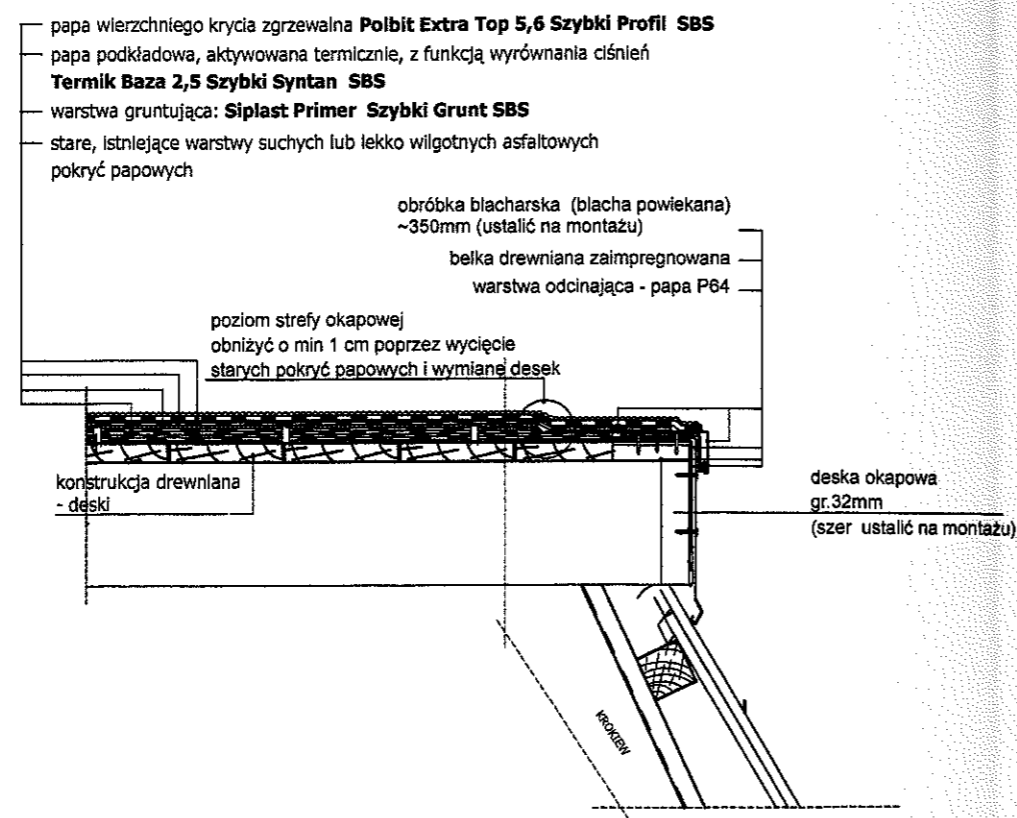 papa wierzchniego krycia zgrzewalna Polbit Extra Top 5,6 Szybki Profil SBS
papa podkładowa, aktywowana termicznie, z funkcją wyrównania ciśnień
Termik Baza 2,5 Szybki Syntan SBS
warstwa gruntująca: Siplast Primer Szybki Grunt SBS
stare, istniejące warstwy suchych lub lekko wilgotnych asfaltowych
pokryć papowych
obróbka blacharska (blacha powlekana)
~350mm (ustalić na montażu)
belka drewniana zaimpregnowana
warstwa odcinająca - papa P64
poziom strefy okapowej
obniżyć o min 1 cm poprzez wycięcie
starych pokryć papowych i wymianę desek
konstrukcja drewniana
- deski
deska okapowa
gr.32mm
(szer ustalić na montażu)
KROKIEW